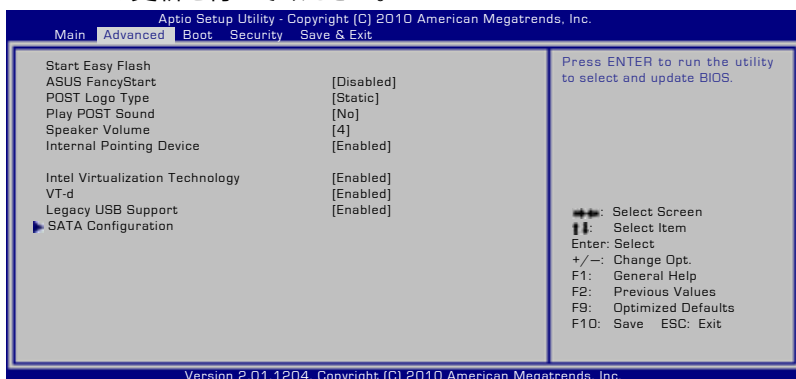 Aptio Setup Utility - Copyright (C) 2010 American Megatrends, Inc.
Main Advanced Boot Security Save & Exit
Start Easy Flash
ASUS FancyStart [Disabled]
POST Logo Type [Static]
Play POST Sound [No]
Speaker Volume [4]
Internal Pointing Device [Enabled]
Intel Virtualization Technology [Enabled]
VT-d [Enabled]
Legacy USB Support [Enabled]
SATA Configuration
Press ENTER to run the utility
to select and update BIOS.
→←: Select Screen
↑↓: Select Item
Enter: Select
+/—: Change Opt.
F1: General Help
F2: Previous Values
F9: Optimized Defaults
F10: Save ESC: Exit
Version 2.01.1204. Copyright (C) 2010 American Megatrends, Inc.